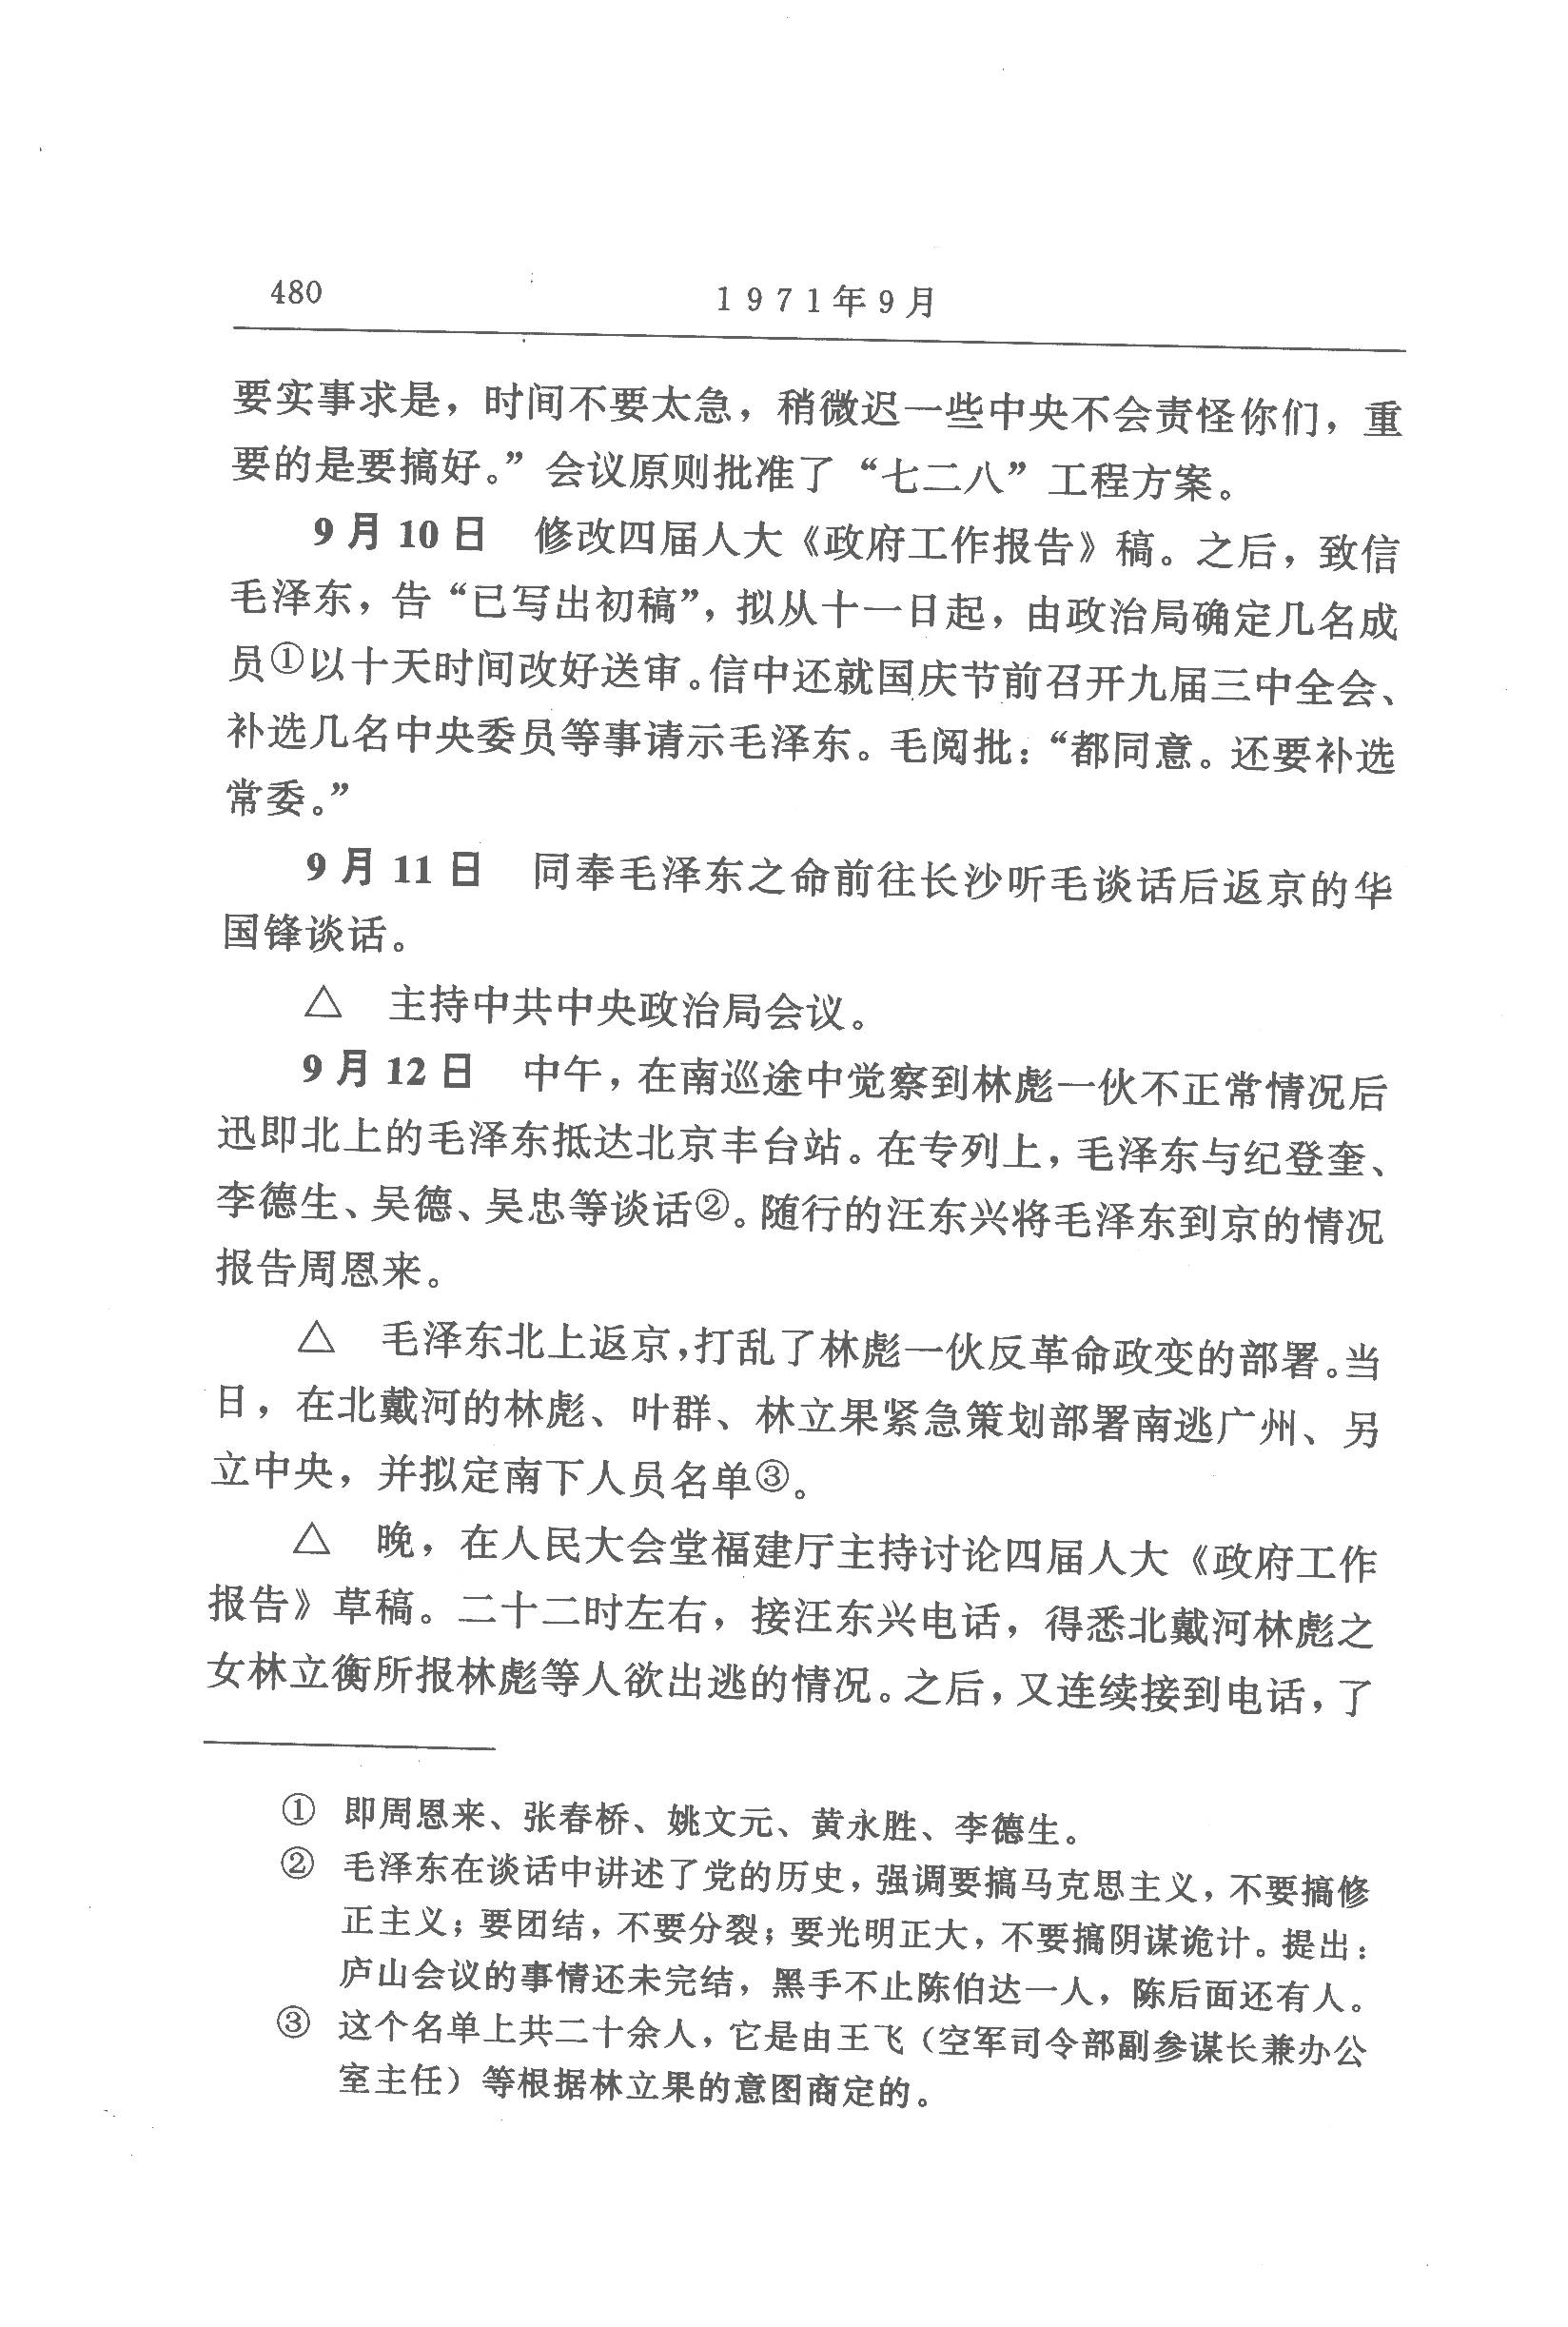 480
1971年9月
要实事求是，时间不要太急，稍微迟一些中央不会责怪你们，重
要的是要搞好。”会议原则批准了“七二八”工程方案。
9月10日　修改四届人大《政府工作报告》稿。之后，致信
毛泽东，告“已写出初稿”，拟从十一日起，由政治局确定几名成
员①以十天时间改好送审。信中还就国庆节前召开九届三中全会、
补选几名中央委员等事请示毛泽东。毛阅批：“都同意。还要补选
常委。”
9月11日　同奉毛泽东之命前往长沙听毛谈话后返京的华
国锋谈话。
△　主持中共中央政治局会议。
9月12日　中午，在南巡途中觉察到林彪一伙不正常情况后
迅即北上的毛泽东抵达北京丰台站。在专列上，毛泽东与纪登奎、
李德生、吴德、吴忠等谈话②。随行的汪东兴将毛泽东到京的情况
报告周恩来。
△　毛泽东北上返京，打乱了林彪一伙反革命政变的部署。当
日，在北戴河的林彪、叶群、林立果紧急策划部署南逃广州、另
立中央，并拟定南下人员名单③。
△　晚，在人民大会堂福建厅主持讨论四届人大《政府工作
报告》草稿。二十二时左右，接汪东兴电话，得悉北戴河林彪之
女林立衡所报林彪等人欲出逃的情况。之后，又连续接到电话，了
①　即周恩来、张春桥、姚文元、黄永胜、李德生。
②　毛泽东在谈话中讲述了党的历史，强调要搞马克思主义，不要搞修
正主义；要团结，不要分裂；要光明正大，不要搞阴谋诡计。提出：
庐山会议的事情还未完结，黑手不止陈伯达一人，陈后面还有人。
③　这个名单上共二十余人，它是由王飞（空军司令部副参谋长兼办公
室主任）等根据林立果的意图商定的。